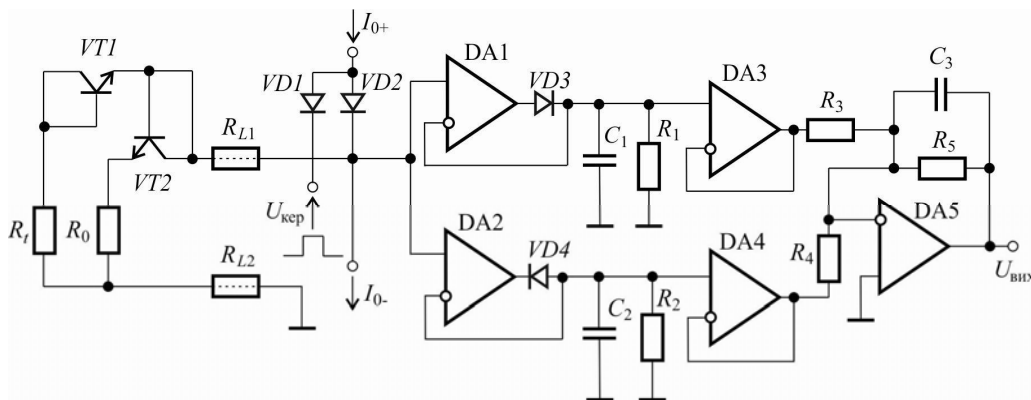 I0+
VT1
DA1
DA3
C3
VD1
VD2
VD3
R3
RL1
C1
R1
R5
VT2
Uкер
DA2
VD4
DA4
DA5
Rt
R0
R4
RL2
I0-
C2
R2
Uвих